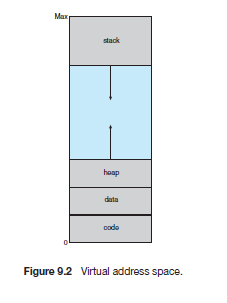 Max
stack
heap
data
code
0
Figure 9.2 Virtual address space.